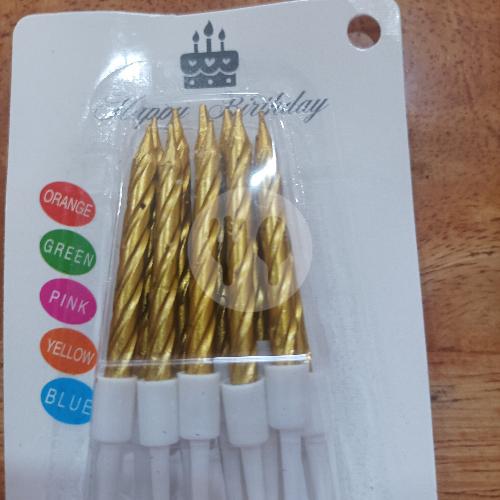 Happy Birthday
ORANGE
GREEN
PINK
YELLOW
BLUE